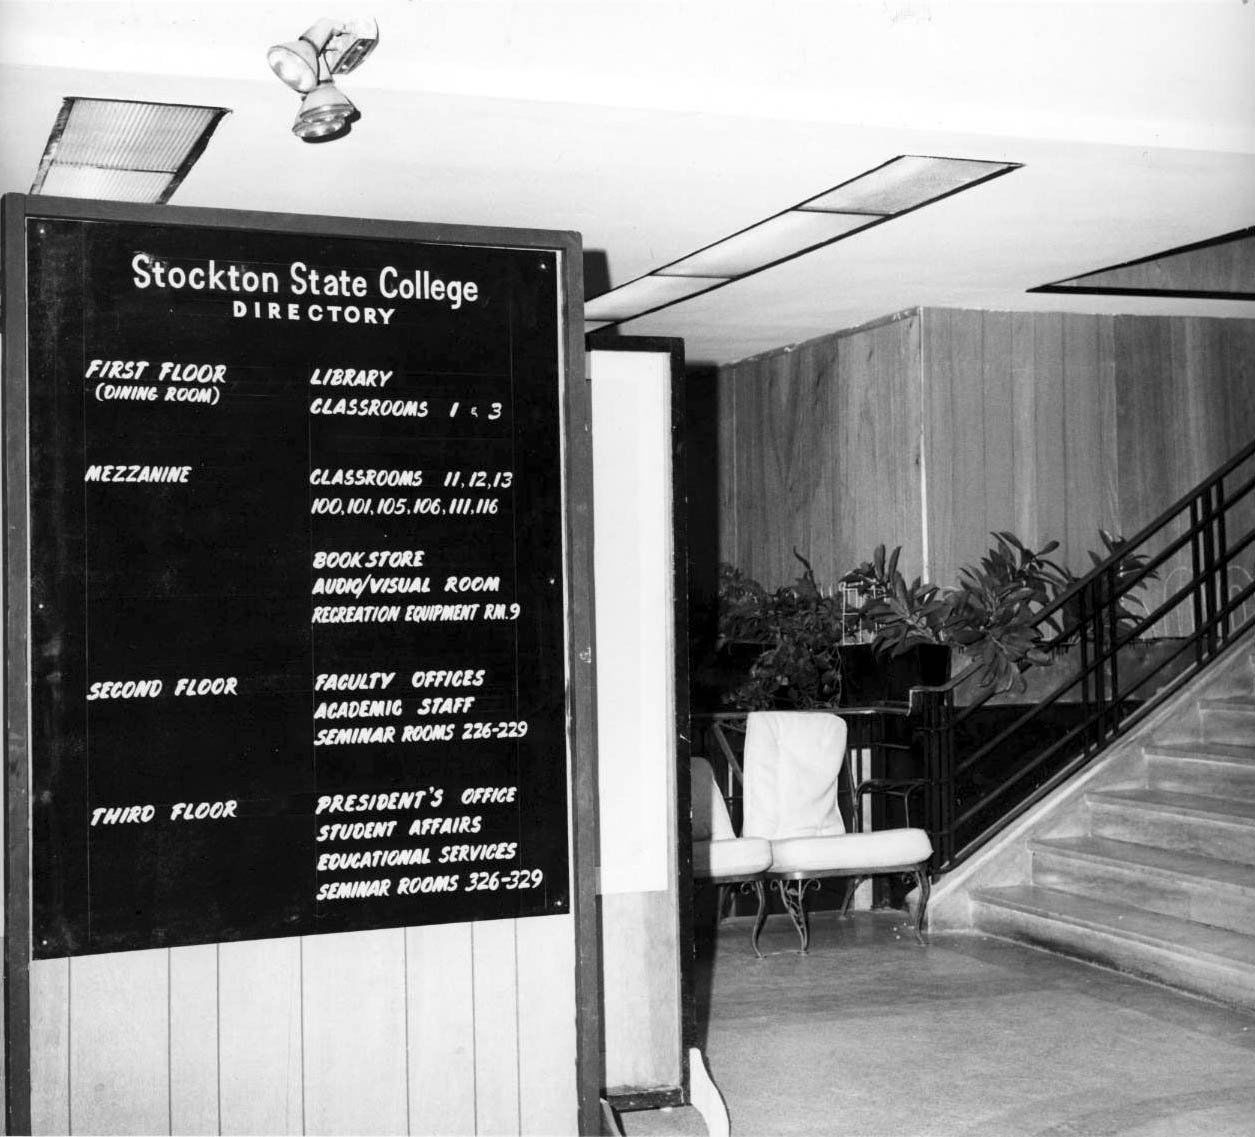 Stockton State College
DIRECTORY
FIRST FLOOR LIBRARY
(DINING ROOM)
CLASSROOMS 1 & 3
MEZZANINE CLASSROOMS 11, 12, 13
100, 101, 105, 106, 111, 116
BOOK STORE
AUDIO/VISUAL ROOM
RECREATION EQUIPMENT RM. 9
SECOND FLOOR FACULTY OFFICES
ACADEMIC STAFF
SEMINAR ROOMS 226-229
THIRD FLOOR PRESIDENT'S OFFICE
STUDENT AFFAIRS
EDUCATIONAL SERVICES
SEMINAR ROOMS 326-329